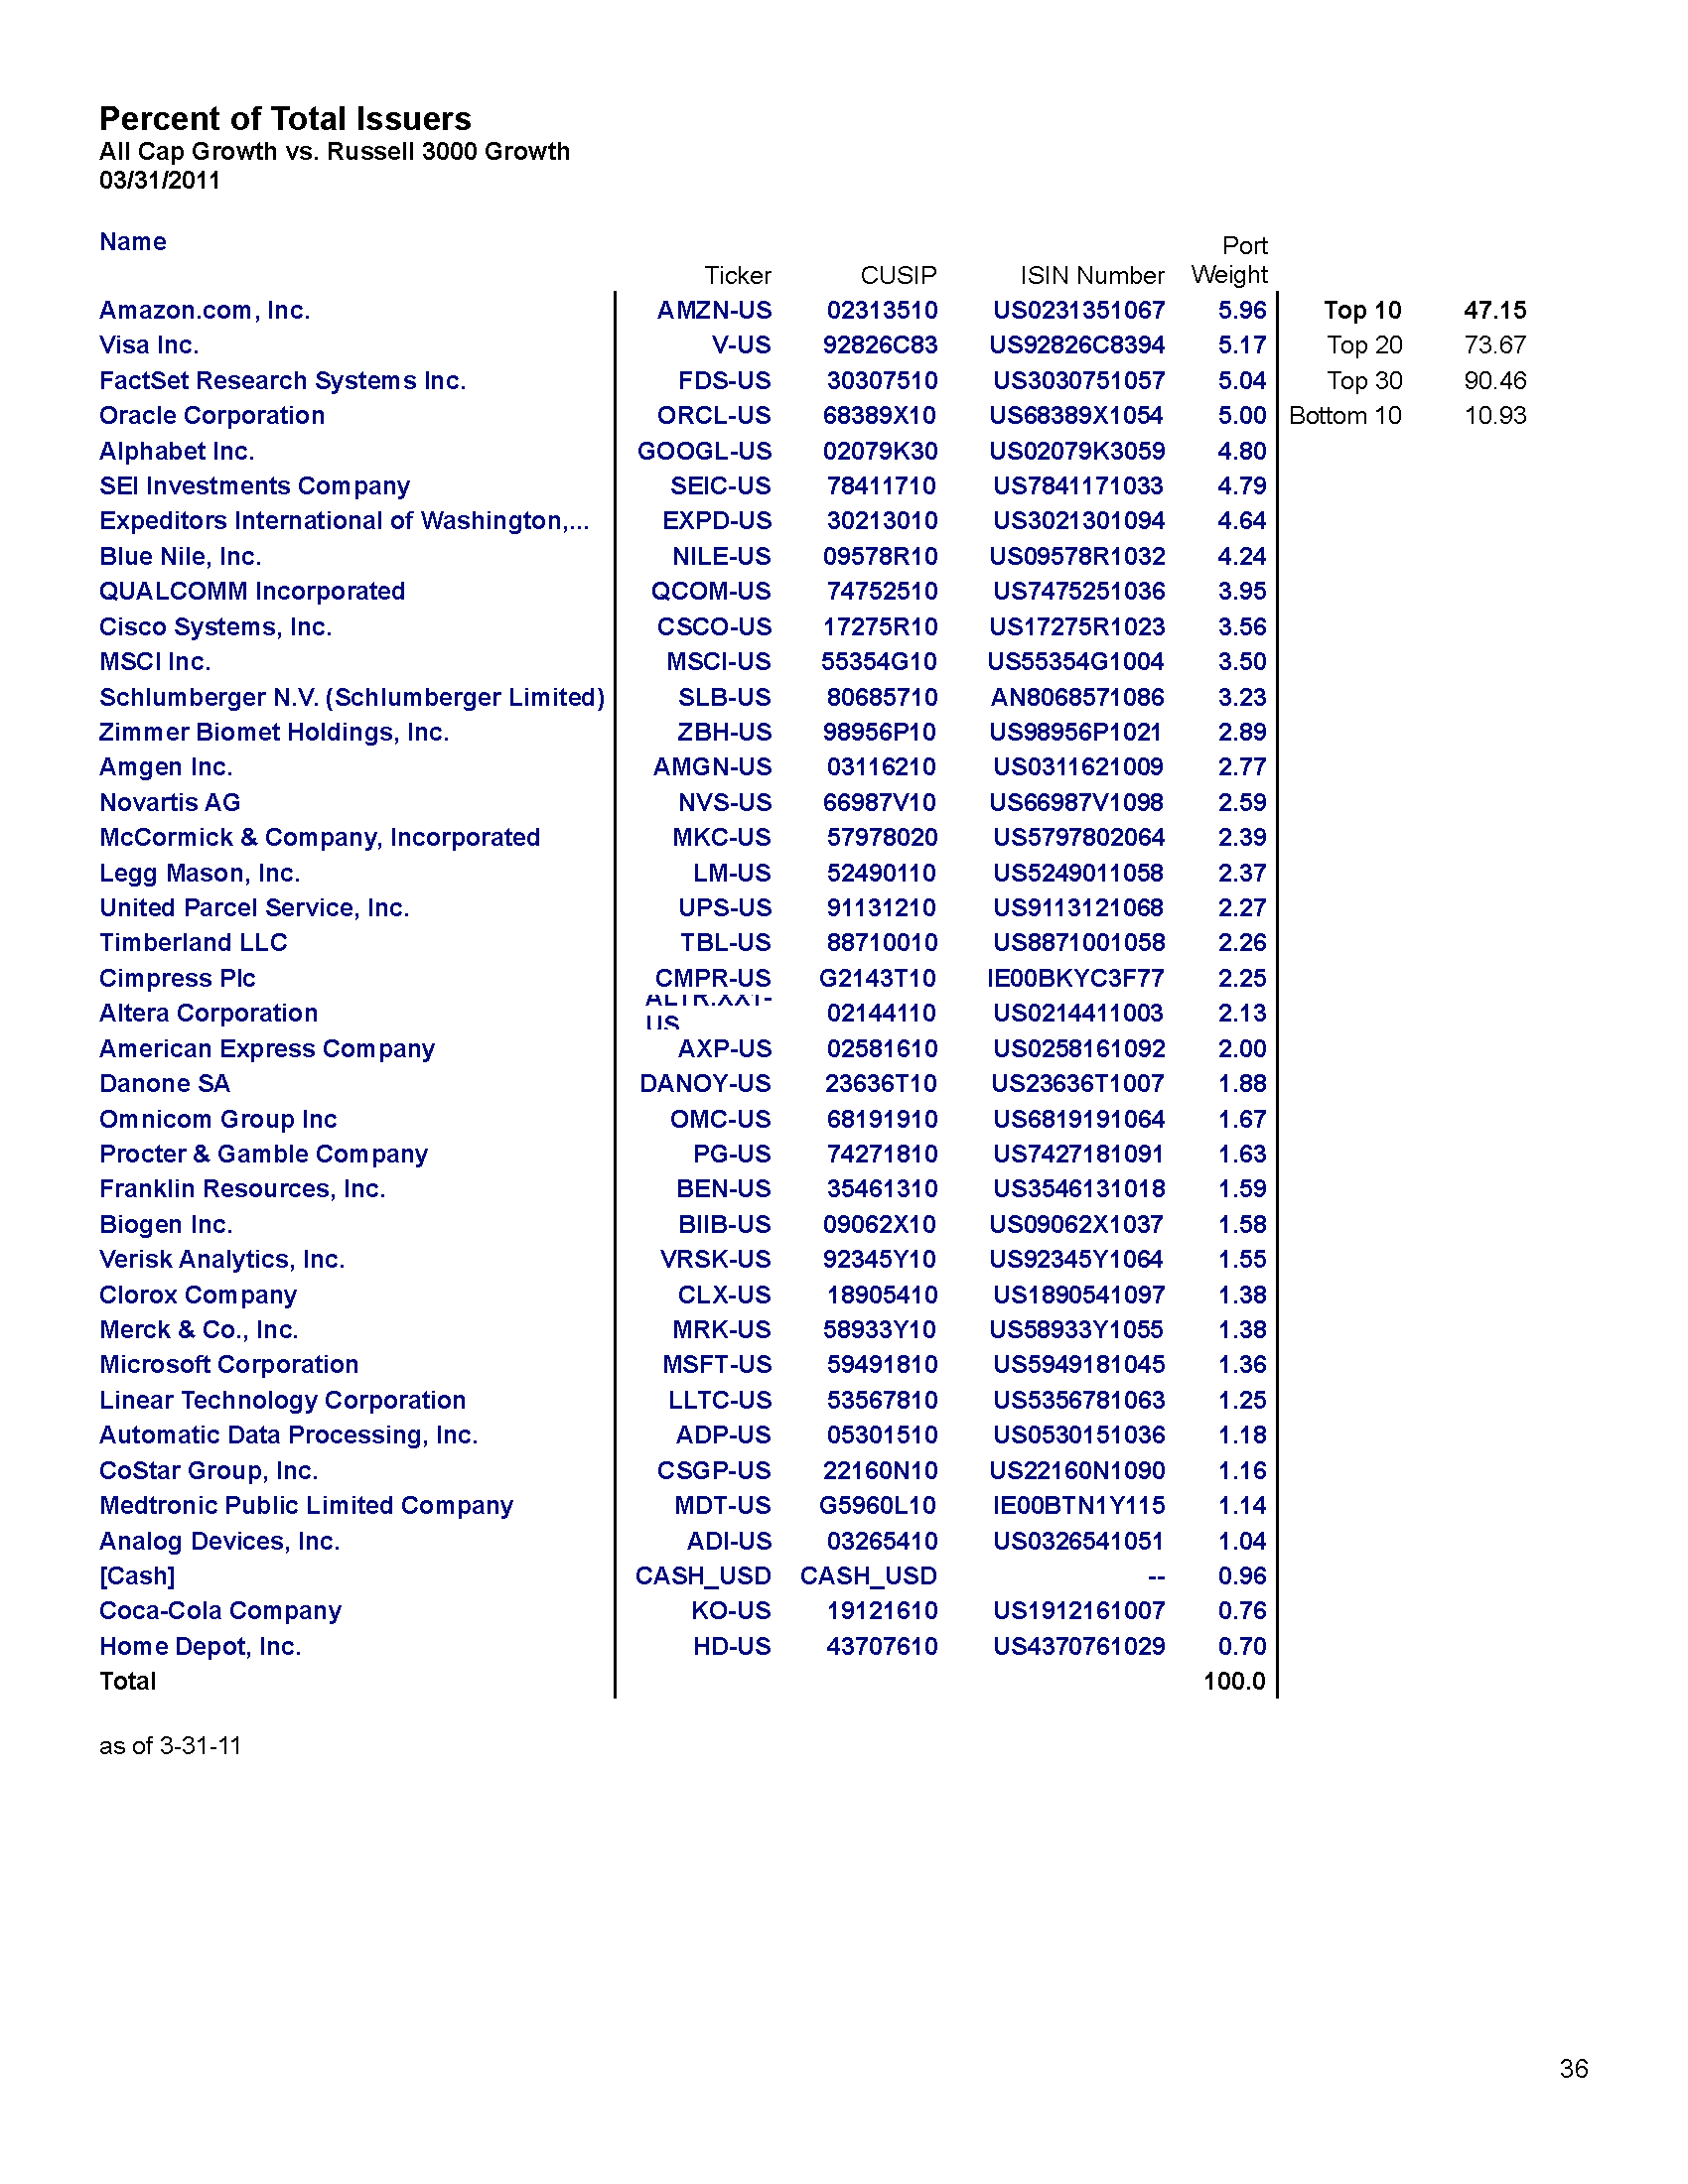 Percent of Total Issuers
All Cap Growth vs. Russell 3000 Growth
03/31/2011
Name Ticker CUSIP ISIN Number Port Weight
Amazon.com, Inc. AMZN-US 02313510 US0231351067 5.96 Top 10 47.15
Visa Inc. V-US 92826C83 US92826C8394 5.17 Top 20 73.67
FactSet Research Systems Inc. FDS-US 30307510 US3030751057 5.04 Top 30 90.46
Oracle Corporation ORCL-US 68389X10 US68389X1054 5.00 Bottom 10 10.93
Alphabet Inc. GOOGL-US 02079K30 US02079K3059 4.80
SEI Investments Company SEIC-US 78411710 US7841171033 4.79
Expeditors International of Washington,... EXPD-US 30213010 US3021301094 4.64
Blue Nile, Inc. NILE-US 09578R10 US09578R1032 4.24
QUALCOMM Incorporated QCOM-US 74752510 US7475251036 3.95
Cisco Systems, Inc. CSCO-US 17275R10 US17275R1023 3.56
MSCI Inc. MSCI-US 55354G10 US55354G1004 3.50
Schlumberger N.V. (Schlumberger Limited) SLB-US 80685710 AN8068571086 3.23
Zimmer Biomet Holdings, Inc. ZBH-US 98956P10 US98956P1021 2.89
Amgen Inc. AMGN-US 03116210 US0311621009 2.77
Novartis AG NVS-US 66987V10 US66987V1098 2.59
McCormick & Company, Incorporated MKC-US 57978020 US5797802064 2.39
Legg Mason, Inc. LM-US 52490110 US5249011058 2.37
United Parcel Service, Inc. UPS-US 91131210 US9113121068 2.27
Timberland LLC TBL-US 88710010 US8871001058 2.26
Cimpress Plc CMPR-US G2143T10 IE00BKYC3F77 2.25
Altera Corporation ALTR.XX1-US 02144110 US0214411003 2.13
American Express Company AXP-US 02581610 US0258161092 2.00
Danone SA DANOY-US 23636T10 US23636T1007 1.88
Omnicom Group Inc OMC-US 68191910 US6819191064 1.67
Procter & Gamble Company PG-US 74271810 US7427181091 1.63
Franklin Resources, Inc. BEN-US 35461310 US3546131018 1.59
Biogen Inc. BIIB-US 09062X10 US09062X1037 1.58
Verisk Analytics, Inc. VRSK-US 92345Y10 US92345Y1064 1.55
Clorox Company CLX-US 18905410 US1890541097 1.38
Merck & Co., Inc. MRK-US 58933Y10 US58933Y1055 1.38
Microsoft Corporation MSFT-US 59491810 US5949181045 1.36
Linear Technology Corporation LLTC-US 53567810 US5356781063 1.25
Automatic Data Processing, Inc. ADP-US 05301510 US0530151036 1.18
CoStar Group, Inc. CSGP-US 22160N10 US22160N1090 1.16
Medtronic Public Limited Company MDT-US G5960L10 IE00BTN1Y115 1.14
Analog Devices, Inc. ADI-US 03265410 US0326541051 1.04
[Cash] CASH_USD CASH_USD -- 0.96
Coca-Cola Company KO-US 19121610 US1912161007 0.76
Home Depot, Inc. HD-US 43707610 US4370761029 0.70
Total 100.0
as of 3-31-11
36